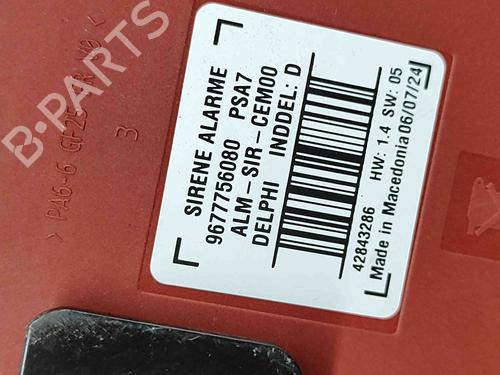 B-PARTS
> PA6-6 GF25
3
SIRENE ALARME
9677756080 PSA7
ALM-SIR-CEM00
DELPHI INDDEL: D
42843286 HW: 1.4 SW: 05
Made in Macedonia 06/07/24